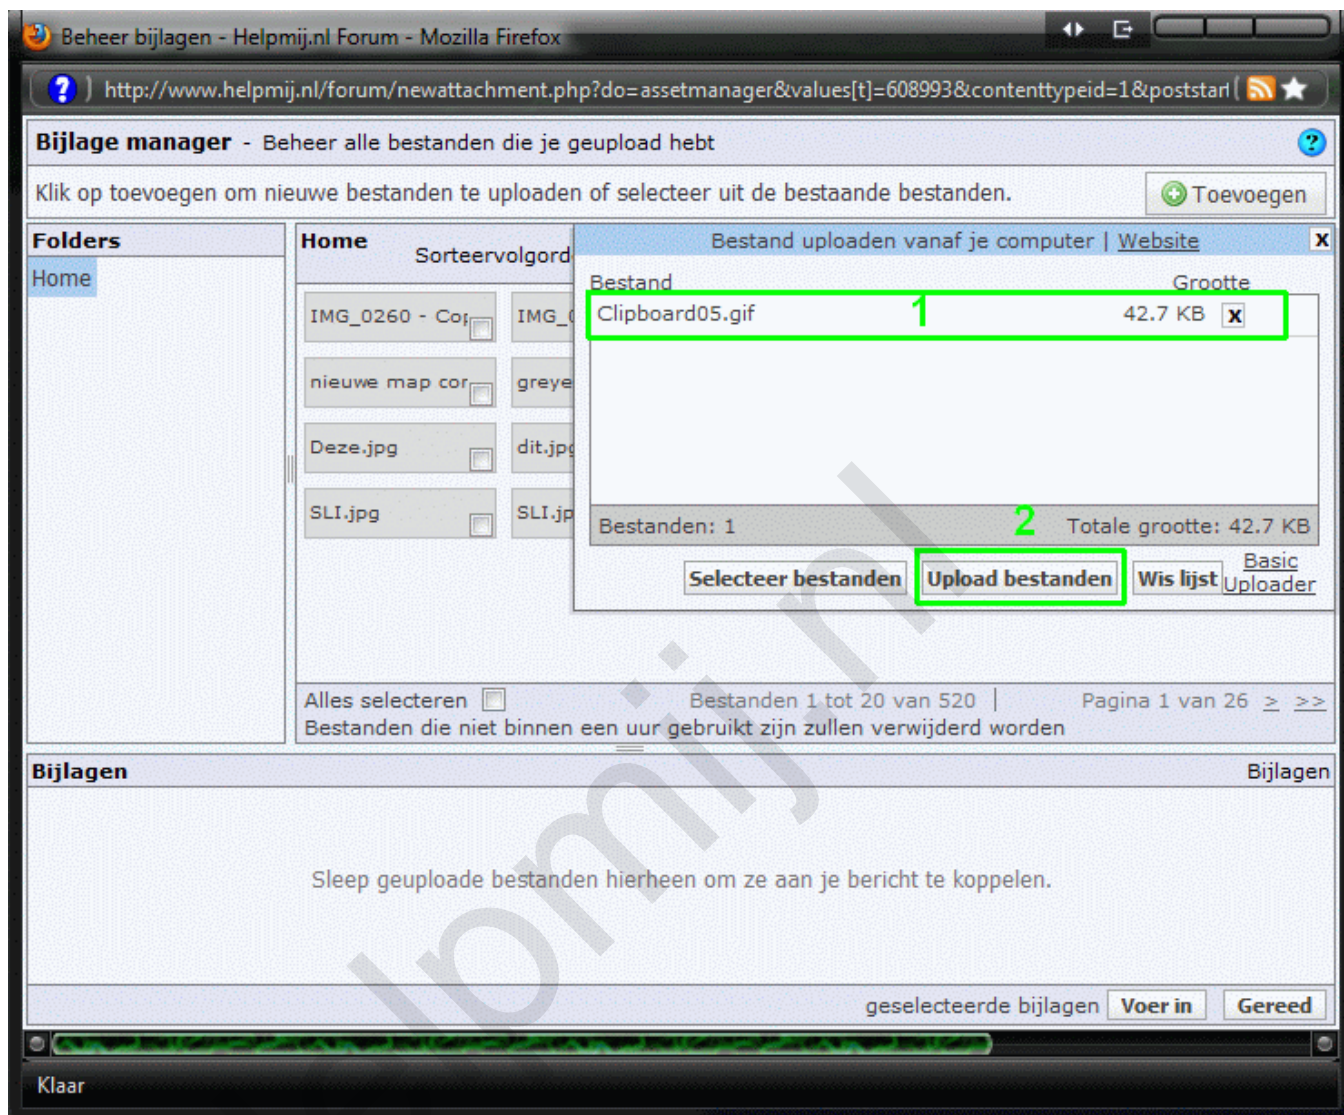 Beheer bijlagen - Helpmij.nl Forum - Mozilla Firefox
http://www.helpmij.nl/forum/newattachment.php?do=assetmanager&values[t]=608993&contenttypeid=1&poststart
Bijlage manager - Beheer alle bestanden die je geupload hebt
Klik op toevoegen om nieuwe bestanden te uploaden of selecteer uit de bestaande bestanden.
Toevoegen
Folders
Home
Home
Sorteervolgord
IMG_0260 - Cop
IMG_0
nieuwe map cor
greye
Deze.jpg
dit.jpg
SLI.jpg
SLI.jp
Bestand uploaden vanaf je computer | Website x
Bestand Grootte
Clipboard05.gif 1 42.7 KB x
Bestanden: 1 2 Totale grootte: 42.7 KB
Selecteer bestanden Upload bestanden Wis lijst Basic Uploader
Alles selecteren Bestanden 1 tot 20 van 520 | Pagina 1 van 26 > >>
Bestanden die niet binnen een uur gebruikt zijn zullen verwijderd worden
Bijlagen Bijlagen
Sleep geuploade bestanden hierheen om ze aan je bericht te koppelen.
geselecteerde bijlagen Voer in Gereed
Klaar
lpmij.nl